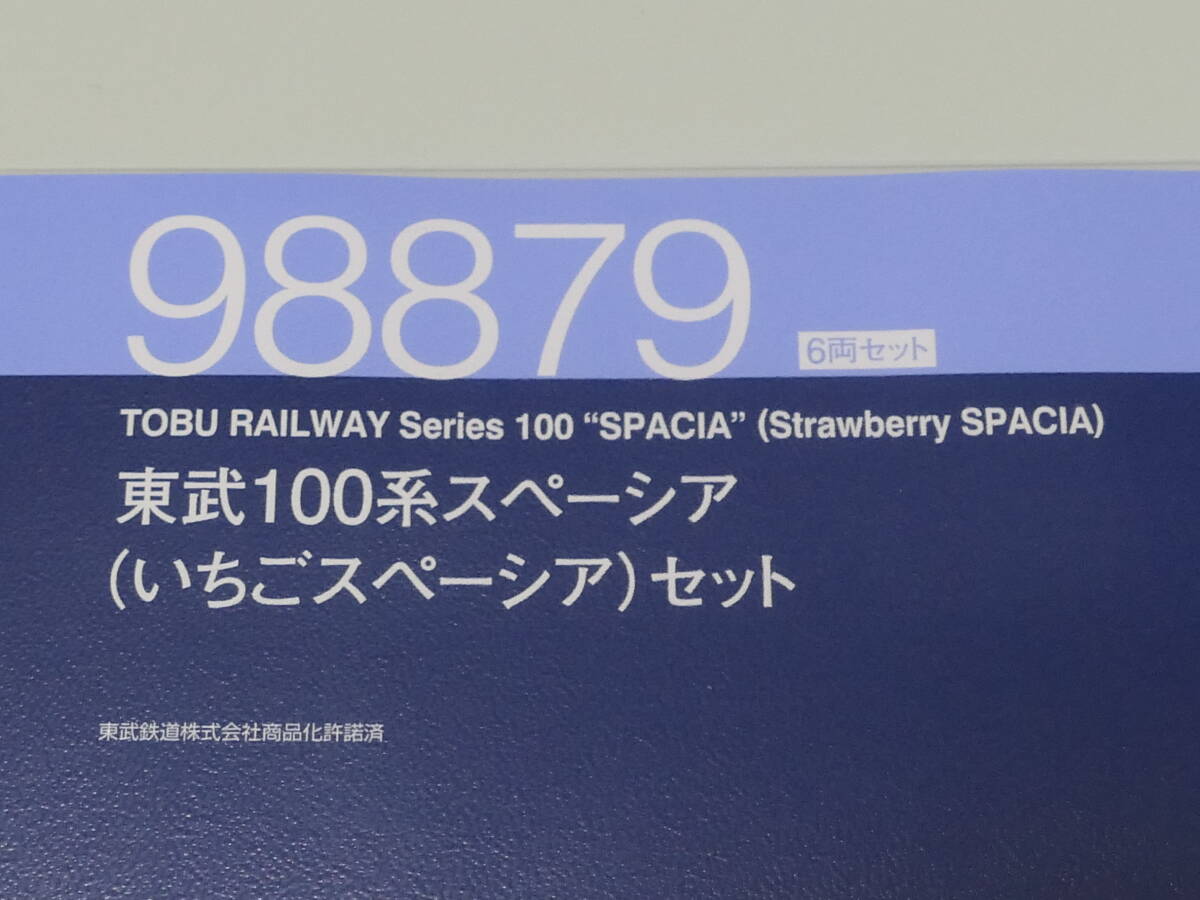 98879
6両セット
TOBU RAILWAY Series 100 “SPACIA” (Strawberry SPACIA)
東武100系スペーシア
(いちごスペーシア)セット
東武鉄道株式会社商品化許諾済